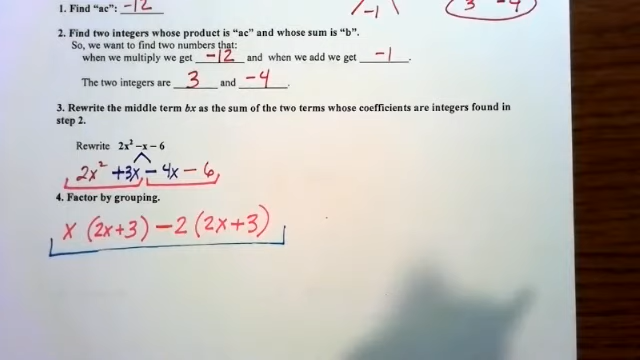 1. Find "ac": -12
-1
3 -4
2. Find two integers whose product is "ac" and whose sum is "b".
So, we want to find two numbers that:
when we multiply we get -12 and when we add we get -1.
The two integers are 3 and -4.
3. Rewrite the middle term bx as the sum of the two terms whose coefficients are integers found in
step 2.
Rewrite 2x² - x - 6
2x² + 3x - 4x - 6
4. Factor by grouping.
x (2x+3) - 2 (2x+3)